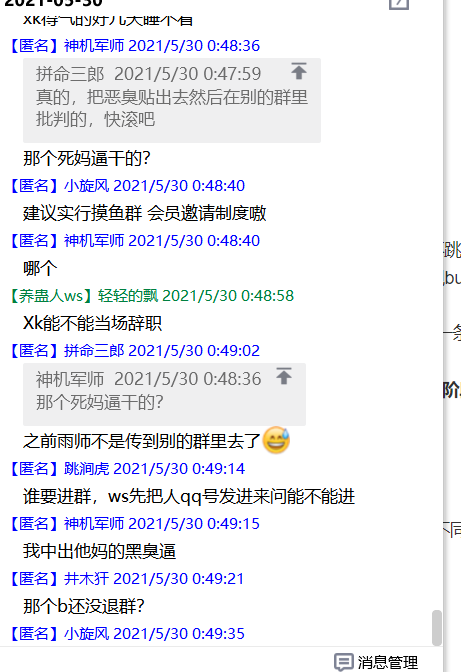 2021-05-30
xk得气的好几天睡不着
【匿名】神机军师 2021/5/30 0:48:36
拼命三郎 2021/5/30 0:47:59
真的，把恶臭贴出去然后在别的群里
批判的，快滚吧
那个死妈逼干的？
【匿名】小旋风 2021/5/30 0:48:40
建议实行摸鱼群 会员邀请制度嗷
【匿名】神机军师 2021/5/30 0:48:40
哪个
【养蛊人ws】轻轻的飘 2021/5/30 0:48:58
Xk能不能当场辞职
【匿名】拼命三郎 2021/5/30 0:49:02
神机军师 2021/5/30 0:48:36
那个死妈逼干的？
之前雨师不是传到别的群里去了
【匿名】跳涧虎 2021/5/30 0:49:14
谁要进群，ws先把人qq号发进来问能不能进
【匿名】神机军师 2021/5/30 0:49:15
我中出他妈的黑臭逼
【匿名】井木犴 2021/5/30 0:49:21
那个b还没退群？
【匿名】小旋风 2021/5/30 0:49:35
消息管理
跳
bu
一条
阶.
不同